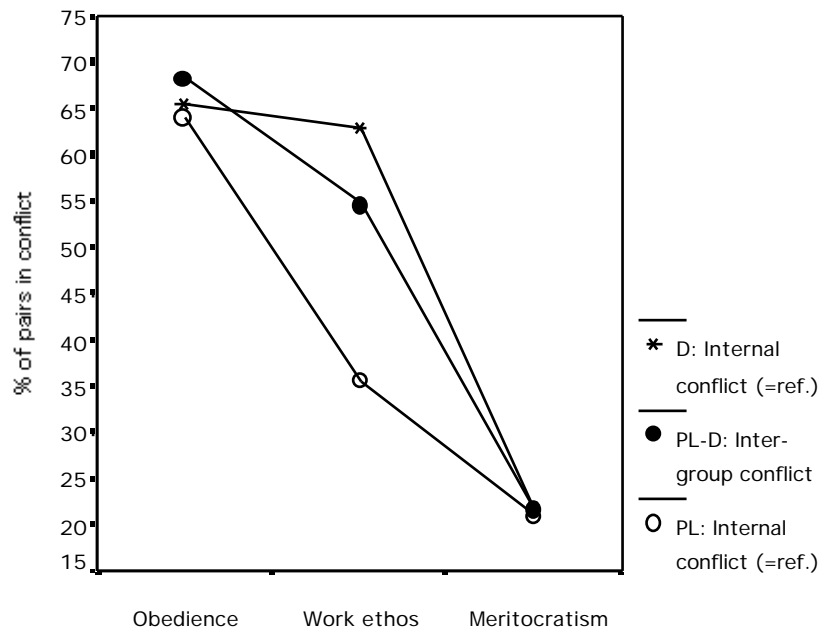 75
70
65
60
55
50
45
40
35
30
25
20
15
% of pairs in conflict
Obedience
Work ethos
Meritocratism
D: Internal
conflict (=ref.)
PL-D: Inter-
group conflict
PL: Internal
conflict (=ref.)